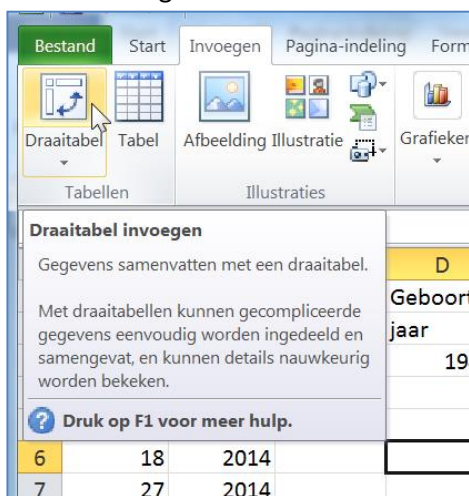 Bestand Start Invoegen Pagina-indeling Form
Draaitabel Tabel Afbeelding Illustratie Grafieken
Tabellen Illustraties
Draaitabel invoegen
Gegevens samenvatten met een draaitabel.
Met draaitabellen kunnen gecompliceerde
gegevens eenvoudig worden ingedeeld en
samengevat, en kunnen details nauwkeurig
worden bekeken.
Druk op F1 voor meer hulp.
D
Geboort
jaar
19
6 18 2014
7 27 2014